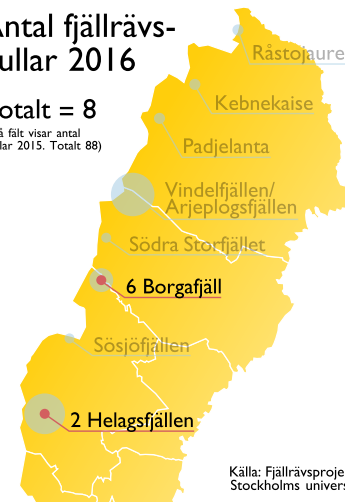 Antal fjällrävs-
ullar 2016
otalt = 8
å fält visar antal
lar 2015. Totalt 88)
Råstojaure
Kebnekaise
Padjelanta
Vindelfjällen/
Arjeplogsfjällen
Södra Storfjället
6 Borgafjäll
Sösjöfjällen
2 Helagsfjällen
Källa: Fjällrävsproje
Stockholms univers